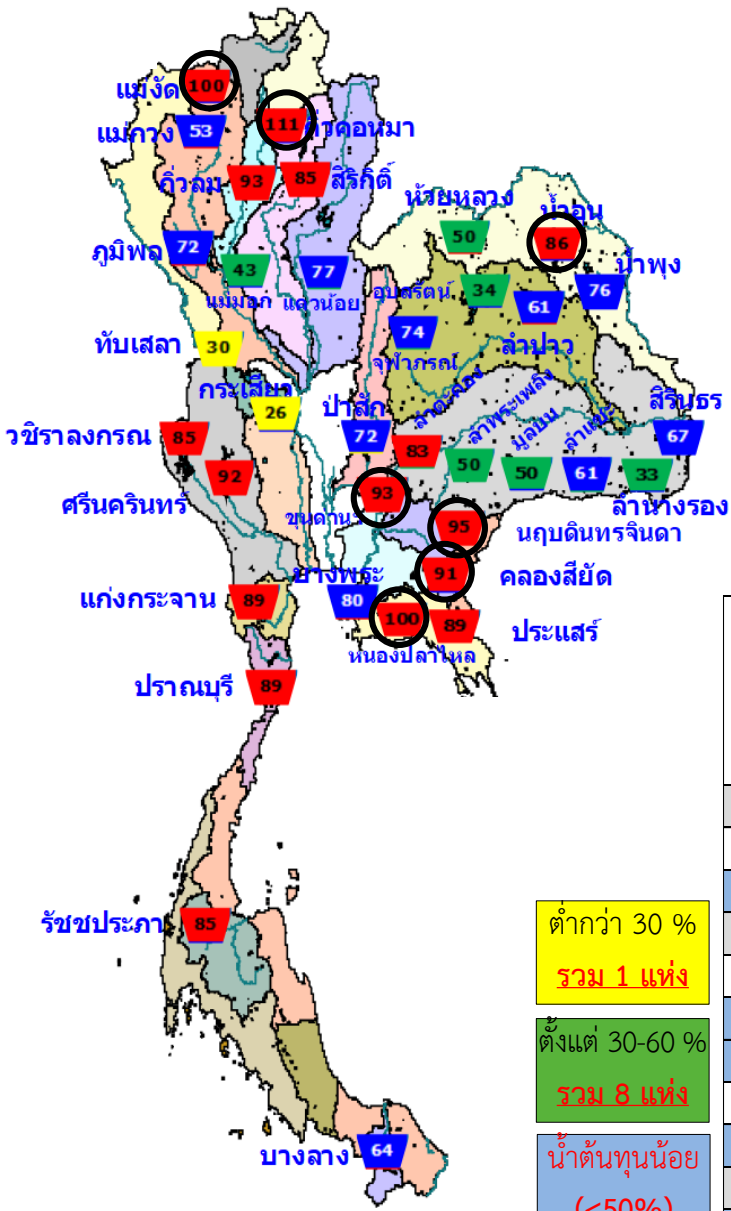 แม่งัด 100
แม่กวง 53
111 กิ่วคอหมา
กิ่วลม 93
85 สิริกิติ์
ห้วยหลวง 50
น้ำอูน 86
ภูมิพล 72
43 แม่มอก
77 แควน้อย
อุบลรัตน์ 34
61 ลำปาว
76 น้ำพุง
74 จุฬาภรณ์
ทับเสลา 30
กระเสียว 26
ป่าสัก 72
ลำตะคอง 83
ลำพระเพลิง 50
มูลบน 50
ลำแชะ 61
33 ลำนางรอง
สิรินธร 67
วชิราลงกรณ 85
ศรีนครินทร์ 92
93
95 นฤบดินทรจินดา
91 คลองสียัด
แก่งกระจาน 89
บางพระ 80
100 หนองปลาไหล
89 ประแสร์
ปราณบุรี 89
รัชชประภา 85
บางลาง 64
ต่ำกว่า 30 %
รวม 1 แห่ง
ตั้งแต่ 30-60 %
รวม 8 แห่ง
น้ำต้นทุนน้อย
(<50%)